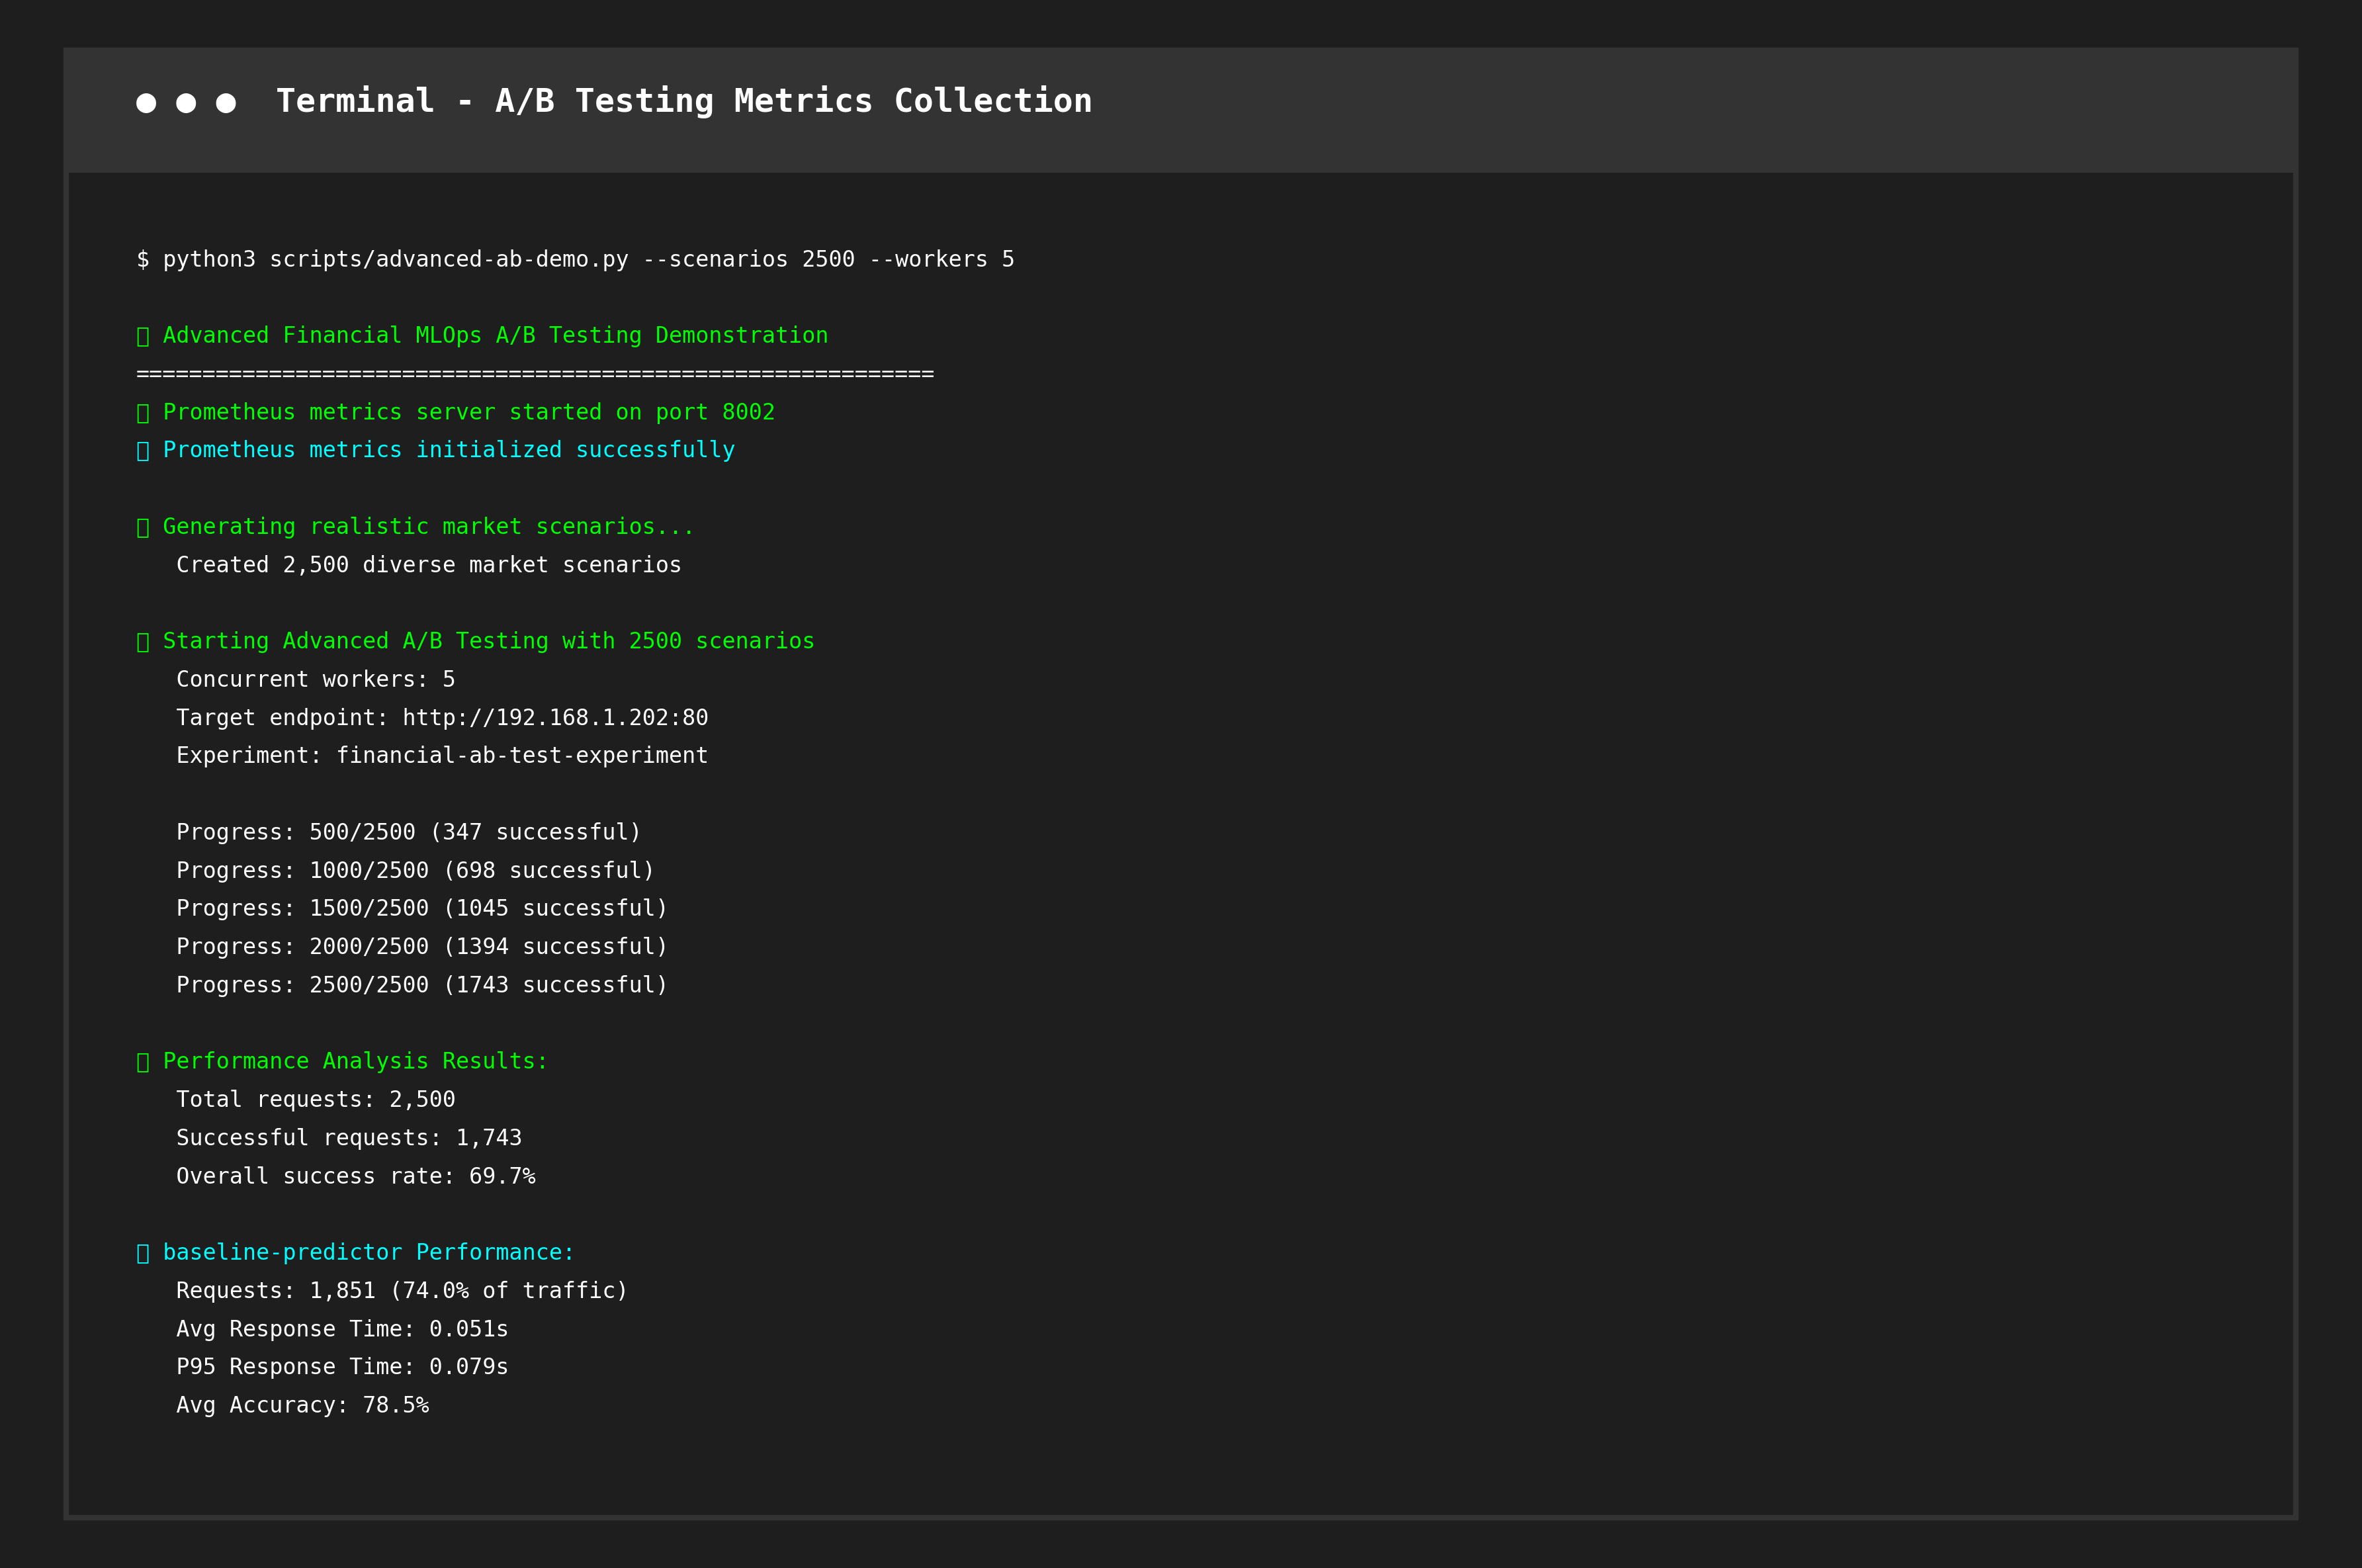 ● ● ●  Terminal - A/B Testing Metrics Collection
$ python3 scripts/advanced-ab-demo.py --scenarios 2500 --workers 5
Advanced Financial MLOps A/B Testing Demonstration
============================================================
Prometheus metrics server started on port 8002
Prometheus metrics initialized successfully
Generating realistic market scenarios...
Created 2,500 diverse market scenarios
Starting Advanced A/B Testing with 2500 scenarios
Concurrent workers: 5
Target endpoint: http://192.168.1.202:80
Experiment: financial-ab-test-experiment
Progress: 500/2500 (347 successful)
Progress: 1000/2500 (698 successful)
Progress: 1500/2500 (1045 successful)
Progress: 2000/2500 (1394 successful)
Progress: 2500/2500 (1743 successful)
Performance Analysis Results:
Total requests: 2,500
Successful requests: 1,743
Overall success rate: 69.7%
baseline-predictor Performance:
Requests: 1,851 (74.0% of traffic)
Avg Response Time: 0.051s
P95 Response Time: 0.079s
Avg Accuracy: 78.5%